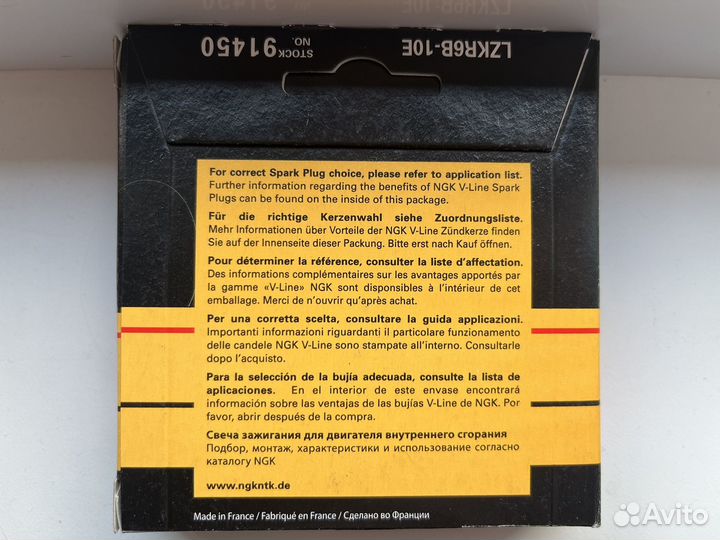 LZKR6B-10E
STOCK NO. 91450
For correct Spark Plug choice, please refer to application list.
Further information regarding the benefits of NGK V-Line Spark
Plugs can be found on the inside of this package.
Für die richtige Kerzenwahl siehe Zuordnungsliste.
Mehr Informationen über Vorteile der NGK V-Line Zündkerze finden
Sie auf der Innenseite dieser Packung. Bitte erst nach Kauf öffnen.
Pour déterminer la référence, consulter la liste d'affectation.
Des informations complémentaires sur les avantages apportés par
la gamme «V-Line» NGK sont disponibles à l'intérieur de cet
emballage. Merci de n'ouvrir qu'après achat.
Per una corretta scelta, consultare la guida applicazioni.
Importanti informazioni riguardanti il particolare funzionamento
delle candele NGK V-Line sono stampate all'interno. Consultarle
dopo l'acquisto.
Para la selección de la bujía adecuada, consulte la lista de
aplicaciones. En el interior de este envase encontrará
información sobre las ventajas de las bujías V-Line de NGK. Por
favor, abrir después de la compra.
Свеча зажигания для двигателя внутреннего сгорания
Подбор, монтаж, характеристики и использование согласно
каталогу NGK
www.ngkntk.de
Made in France / Fabriqué en France / Сделано во Франции
Avito